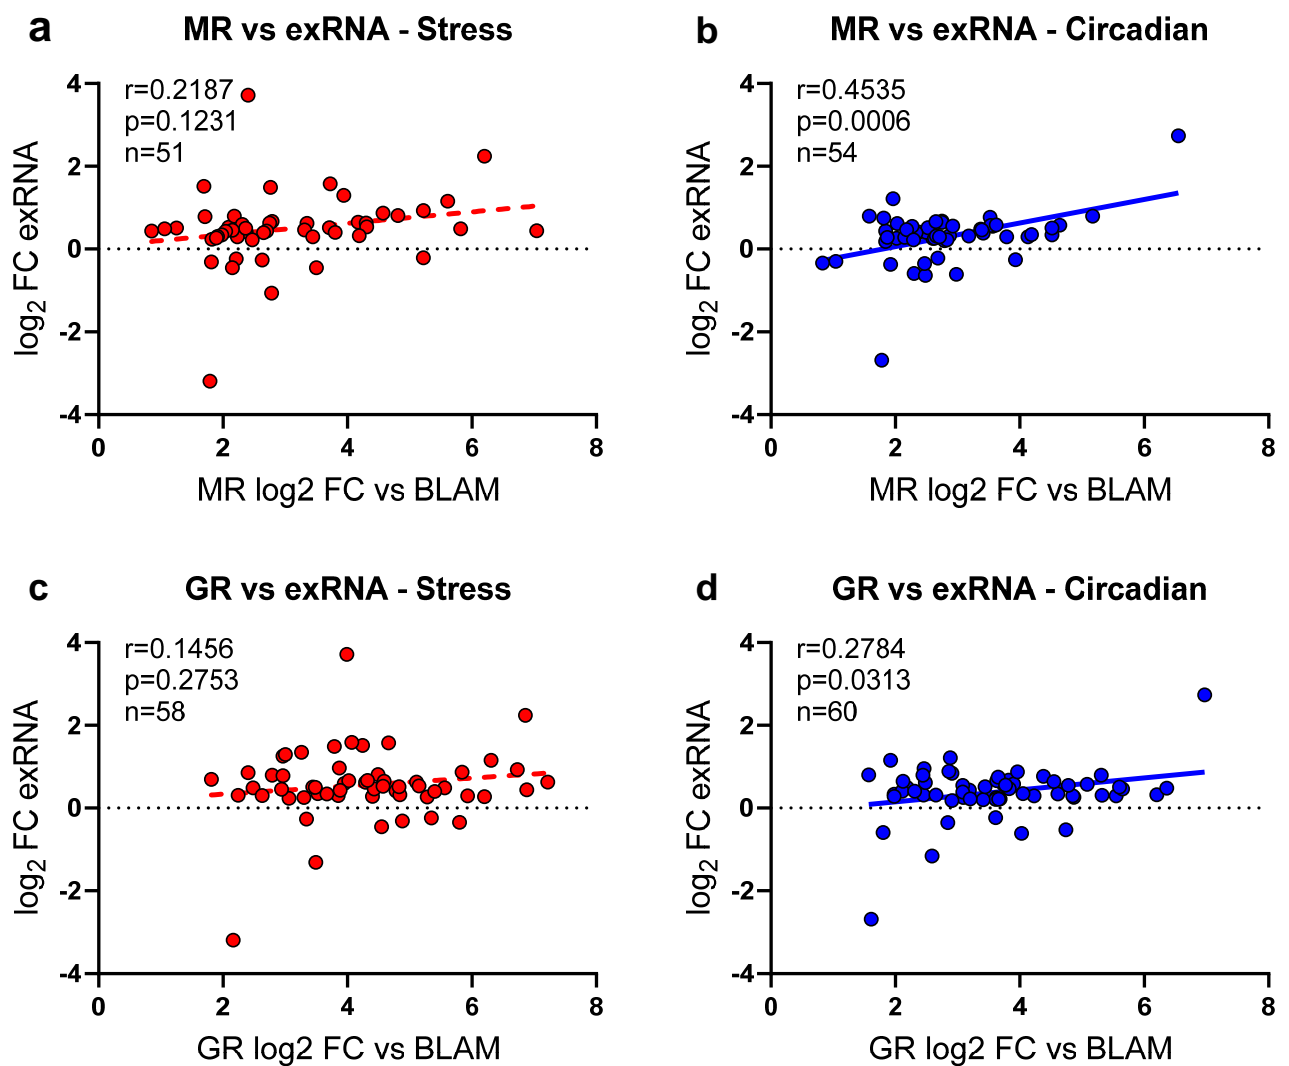 a
MR vs exRNA - Stress
r=0.2187
p=0.1231
n=51
log2 FC exRNA
4
2
0
-2
-4
0 2 4 6 8
MR log2 FC vs BLAM
b
MR vs exRNA - Circadian
r=0.4535
p=0.0006
n=54
log2 FC exRNA
4
2
0
-2
-4
0 2 4 6 8
MR log2 FC vs BLAM
c
GR vs exRNA - Stress
r=0.1456
p=0.2753
n=58
log2 FC exRNA
4
2
0
-2
-4
0 2 4 6 8
GR log2 FC vs BLAM
d
GR vs exRNA - Circadian
r=0.2784
p=0.0313
n=60
log2 FC exRNA
4
2
0
-2
-4
0 2 4 6 8
GR log2 FC vs BLAM